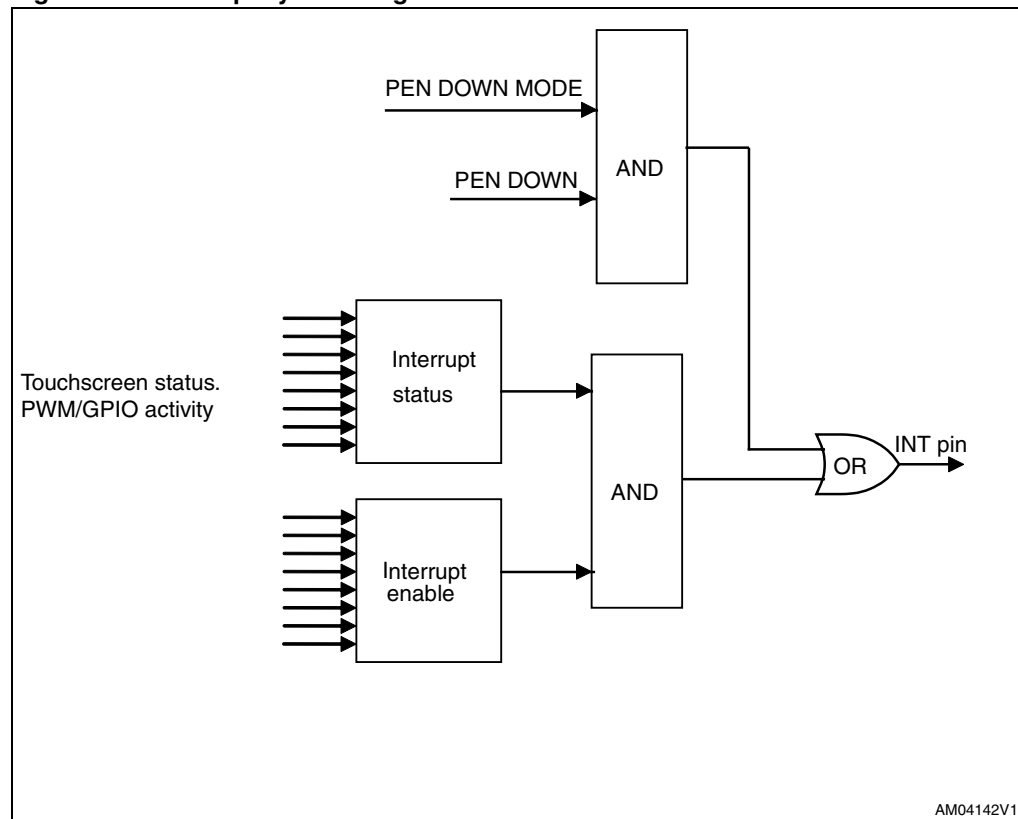 PEN DOWN MODE
PEN DOWN
AND
Interrupt
status
Touchscreen status.
PWM/GPIO activity
AND
OR
INT pin
Interrupt
enable
AM04142V1